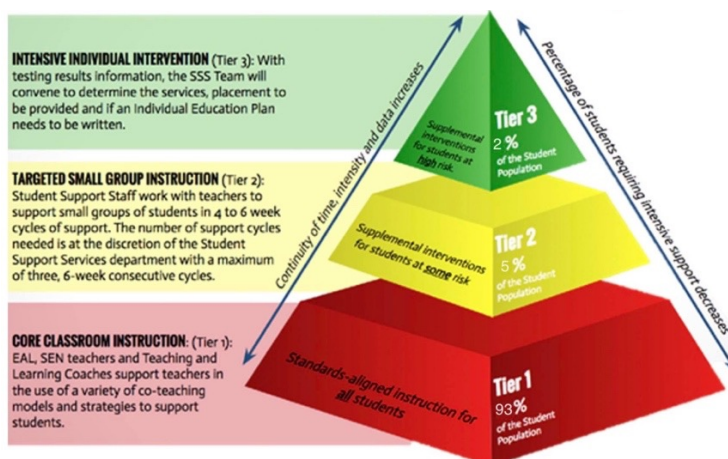 INTENSIVE INDIVIDUAL INTERVENTION (Tier 3): With
testing results information, the SSS Team will
convene to determine the services, placement to
be provided and if an Individual Education Plan
needs to be written.
TARGETED SMALL GROUP INSTRUCTION (Tier 2):
Student Support Staff work with teachers to
support small groups of students in 4 to 6 week
cycles of support. The number of support cycles
needed is at the discretion of the Student
Support Services department with a maximum
of three, 6-week consecutive cycles.
CORE CLASSROOM INSTRUCTION: (Tier 1):
EAL, SEN teachers and Teaching and
Learning Coaches support teachers in
the use of a variety of co-teaching
models and strategies to support
students.
Continuity of time, intensity and data increases
Supplemental
interventions
for students at
high risk.
Tier 3
2 %
of the Student
Population
Supplemental interventions
for students at some risk
Tier 2
5 %
of the Student
Population
Standards-aligned instruction for
all students
Tier 1
93%
of the Student
Population
Percentage of students requiring intensive support decreases